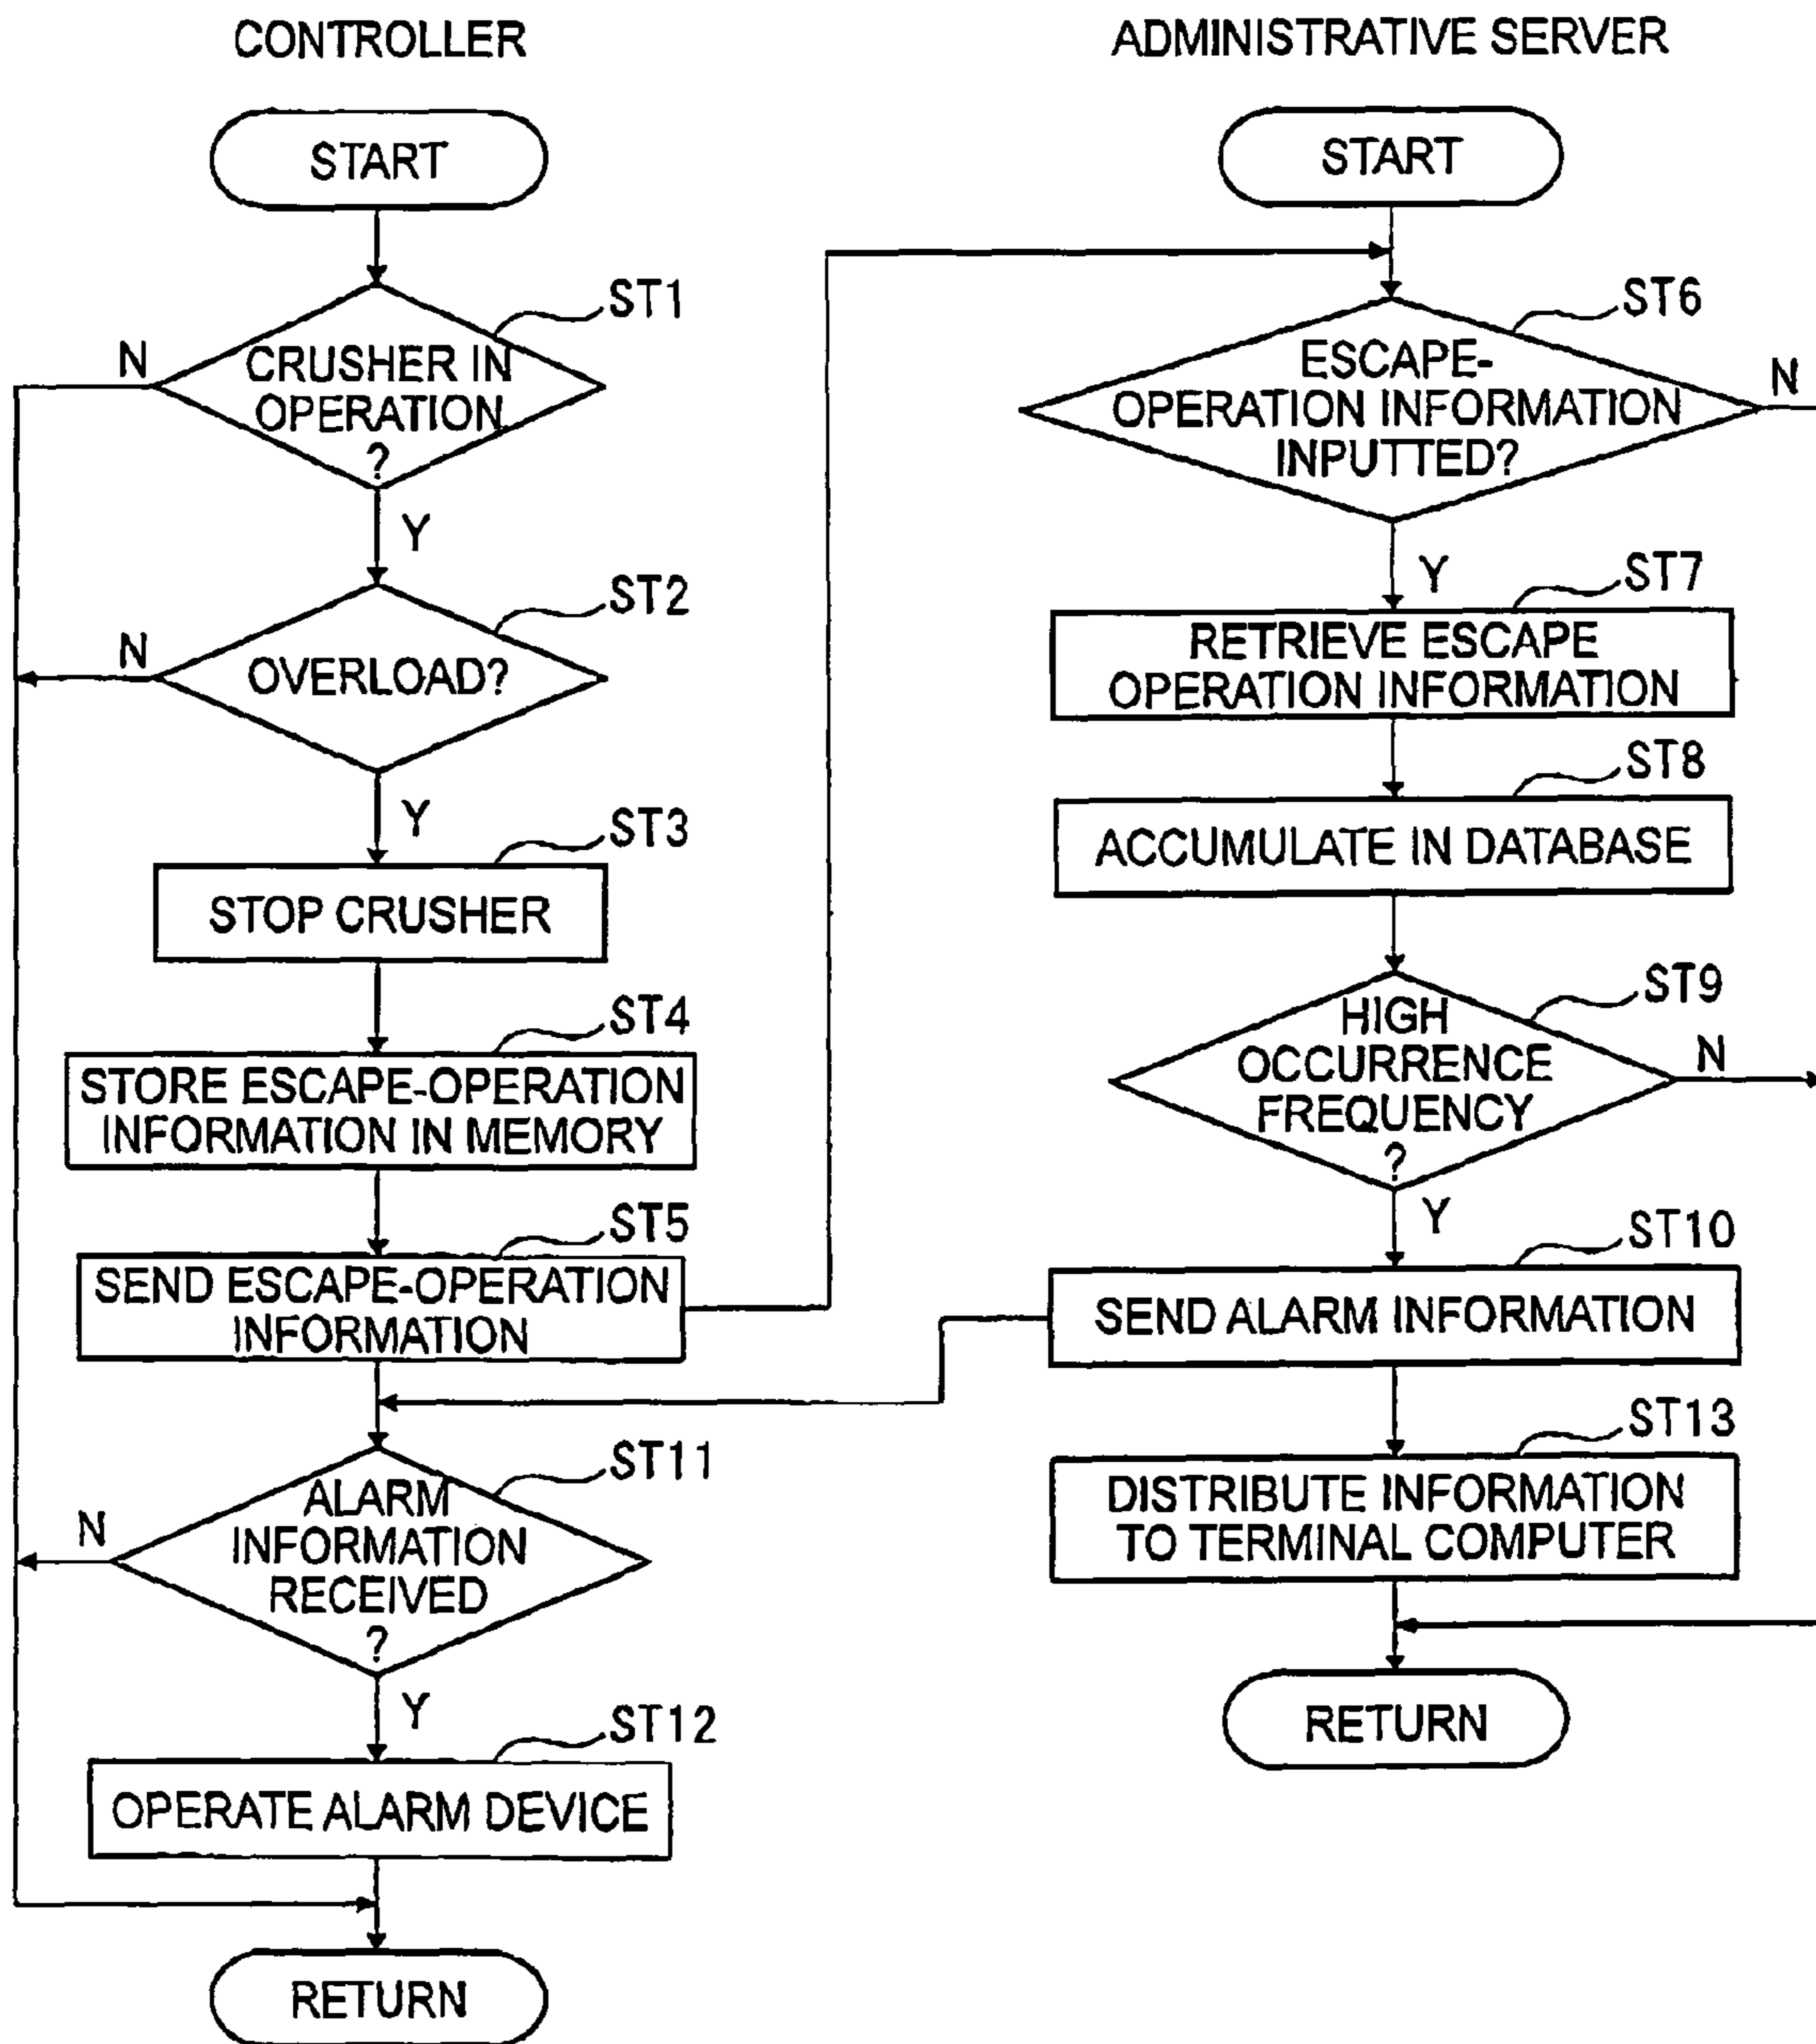 CONTROLLER
START
ST1
N
CRUSHER IN
OPERATION
?
Y
ST2
N
OVERLOAD?
Y
ST3
STOP CRUSHER
ST4
STORE ESCAPE-OPERATION
INFORMATION IN MEMORY
ST5
SEND ESCAPE-OPERATION
INFORMATION
ST11
N
ALARM
INFORMATION
RECEIVED
?
Y
ST12
OPERATE ALARM DEVICE
RETURN
ADMINISTRATIVE SERVER
START
ST6
N
ESCAPE-
OPERATION INFORMATION
INPUTTED?
Y
ST7
RETRIEVE ESCAPE
OPERATION INFORMATION
ST8
ACCUMULATE IN DATABASE
ST9
N
HIGH
OCCURRENCE
FREQUENCY
?
Y
ST10
SEND ALARM INFORMATION
ST13
DISTRIBUTE INFORMATION
TO TERMINAL COMPUTER
RETURN